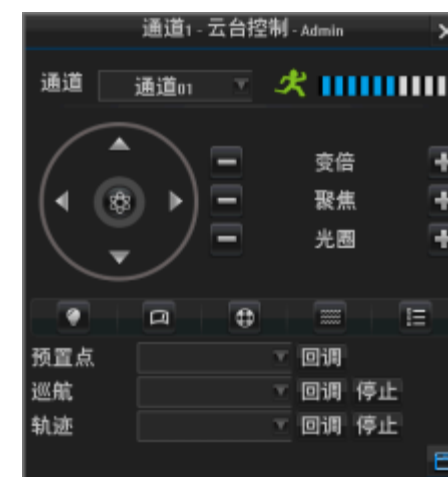 通道1 - 云台控制 - Admin
通道 通道01
变倍
聚焦
光圈
预置点 回调
巡航 回调 停止
轨迹 回调 停止